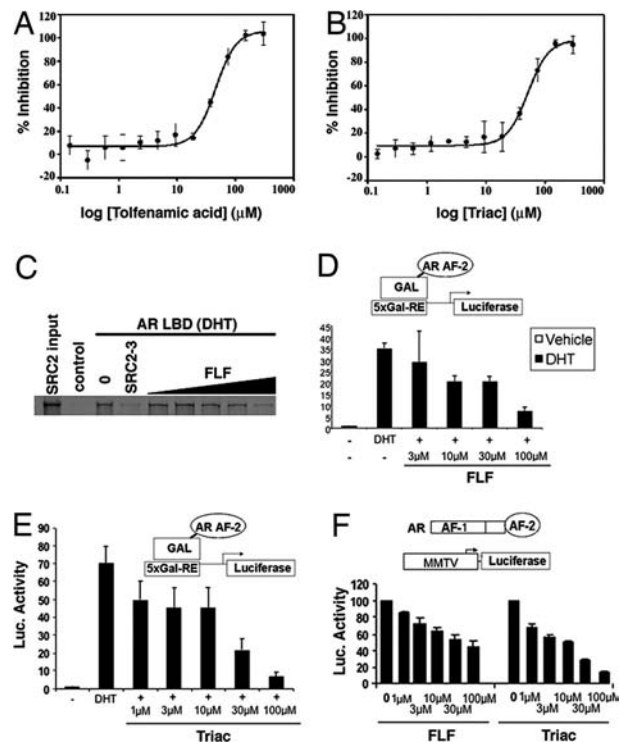 A
% Inhibition
120
100
80
60
40
20
0
-20
0.1
1
10
100
1000
log [Tolfenamic acid] (μM)
B
% Inhibition
120
100
80
60
40
20
0
-20
0.1
1
10
100
1000
log [Triac] (μM)
C
SRC2 input
control
AR LBD (DHT)
0
SRC2-3
FLF
D
AR AF-2
GAL
5xGal-RE
Luciferase
Vehicle
DHT
45
40
35
30
25
20
15
10
5
0
- DHT + + + +
- - 3μM 10μM 30μM 100μM
FLF
E
AR AF-2
GAL
5xGal-RE
Luciferase
Luc. Activity
90
80
70
60
50
40
30
20
10
0
- DHT + + + + +
1μM 3μM 10μM 30μM 100μM
Triac
F
AR AF-1 AF-2
MMTV Luciferase
Luc. Activity
125
100
75
50
25
0
0 1μM 3μM 10μM 30μM 100μM
FLF
0 1μM 3μM 10μM 30μM 100μM
Triac